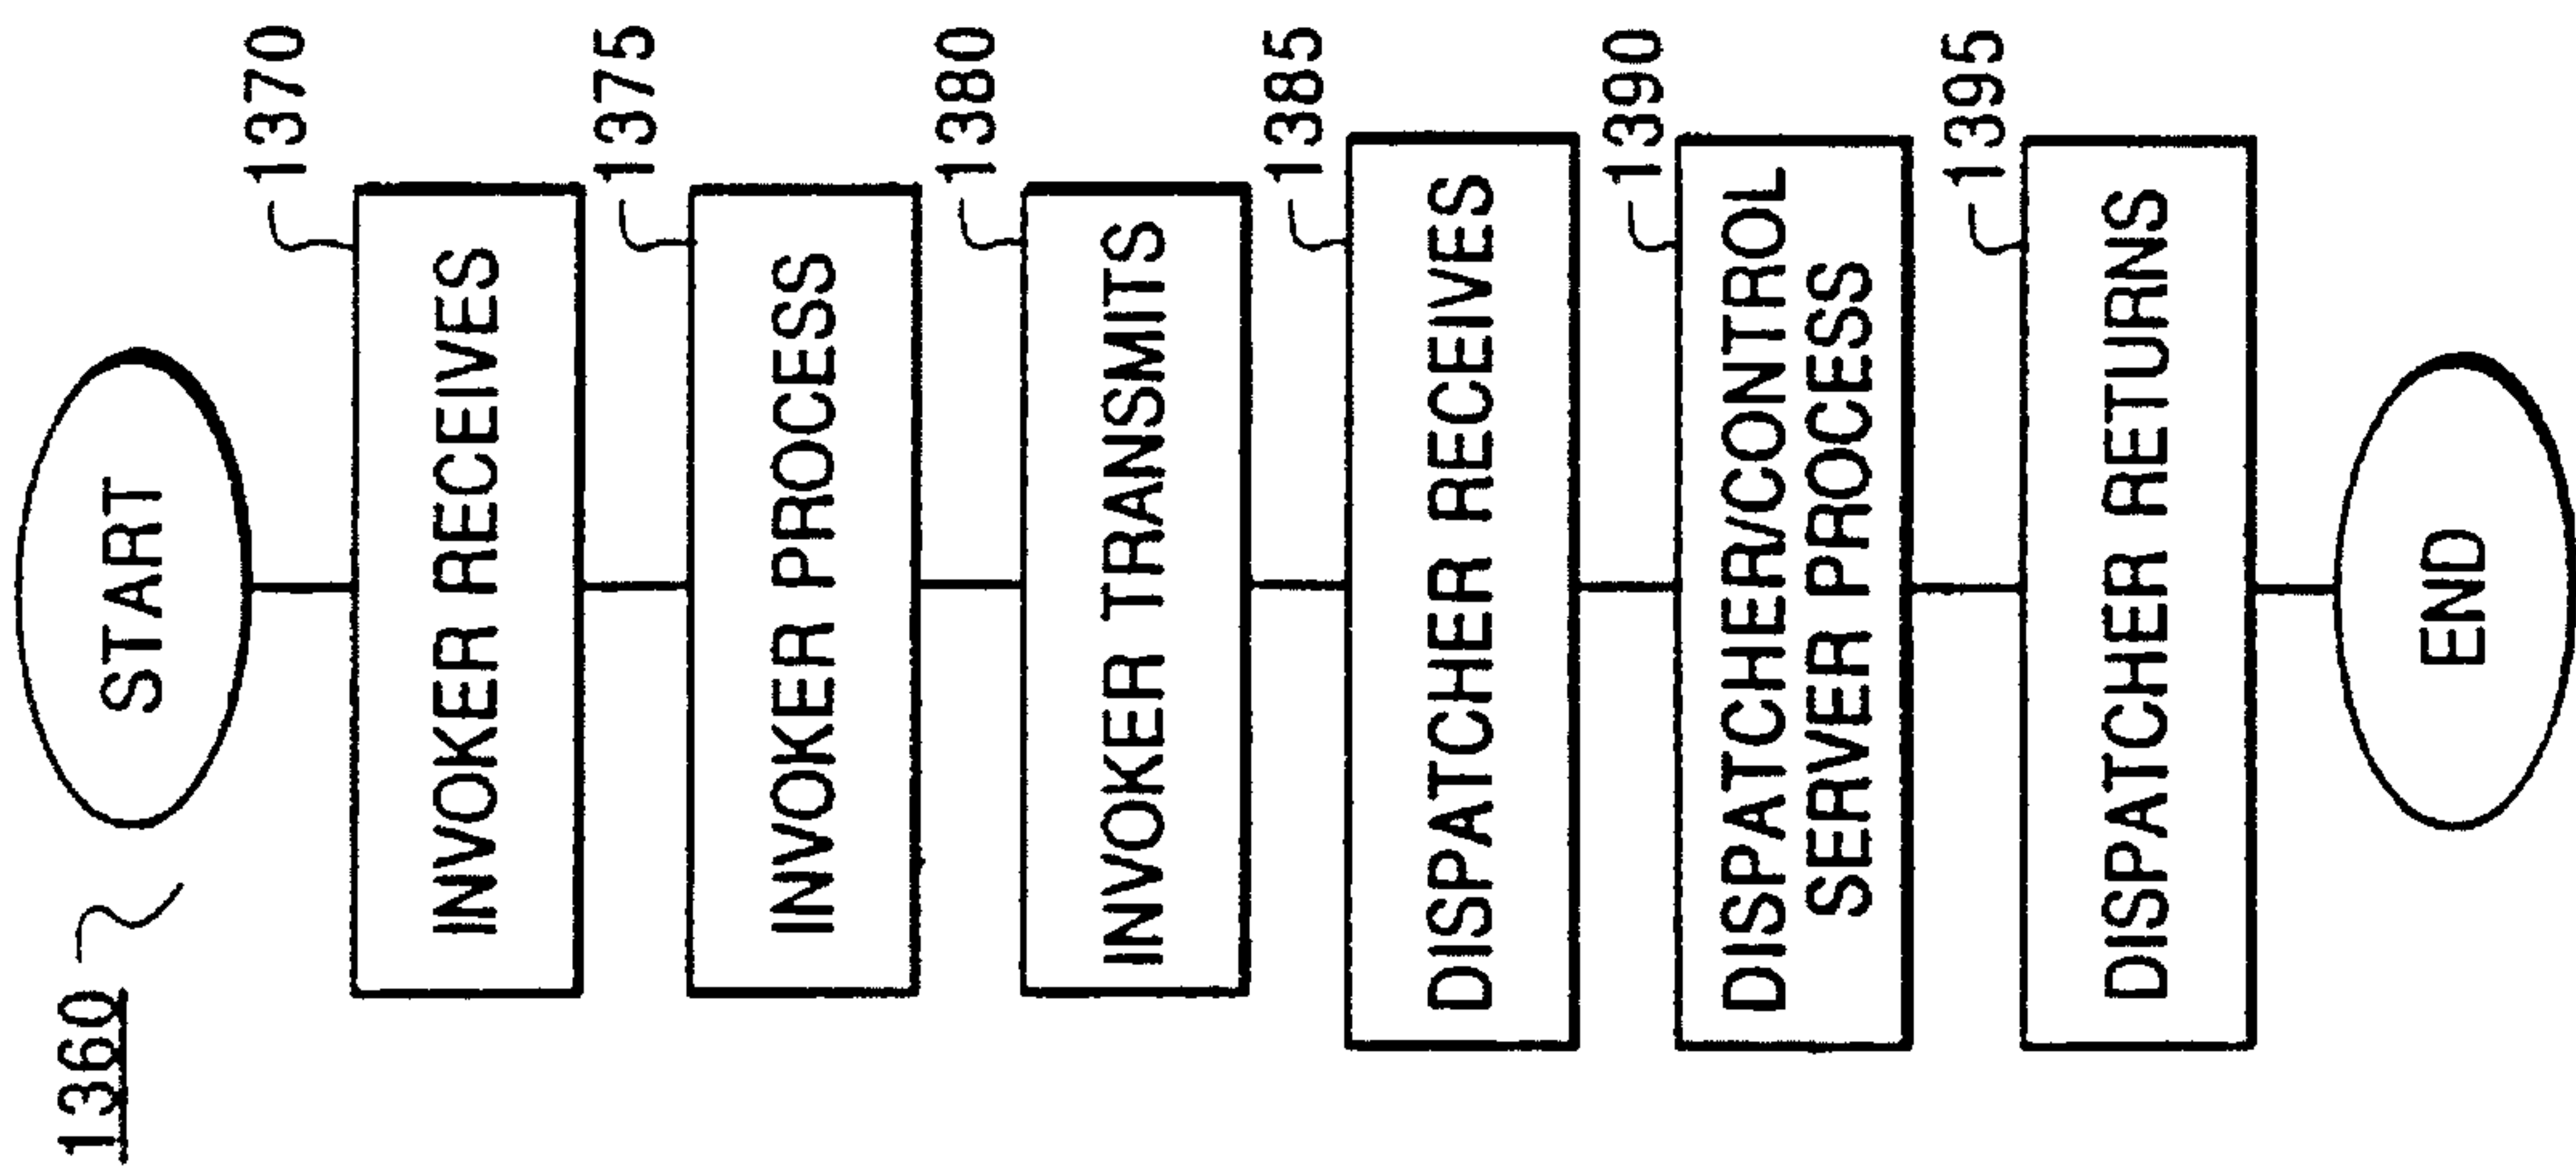 1360
START
1370
INVOKER RECEIVES
1375
INVOKER PROCESS
1380
INVOKER TRANSMITS
1385
DISPATCHER RECEIVES
1390
DISPATCHER/CONTROL
SERVER PROCESS
1395
DISPATCHER RETURNS
END